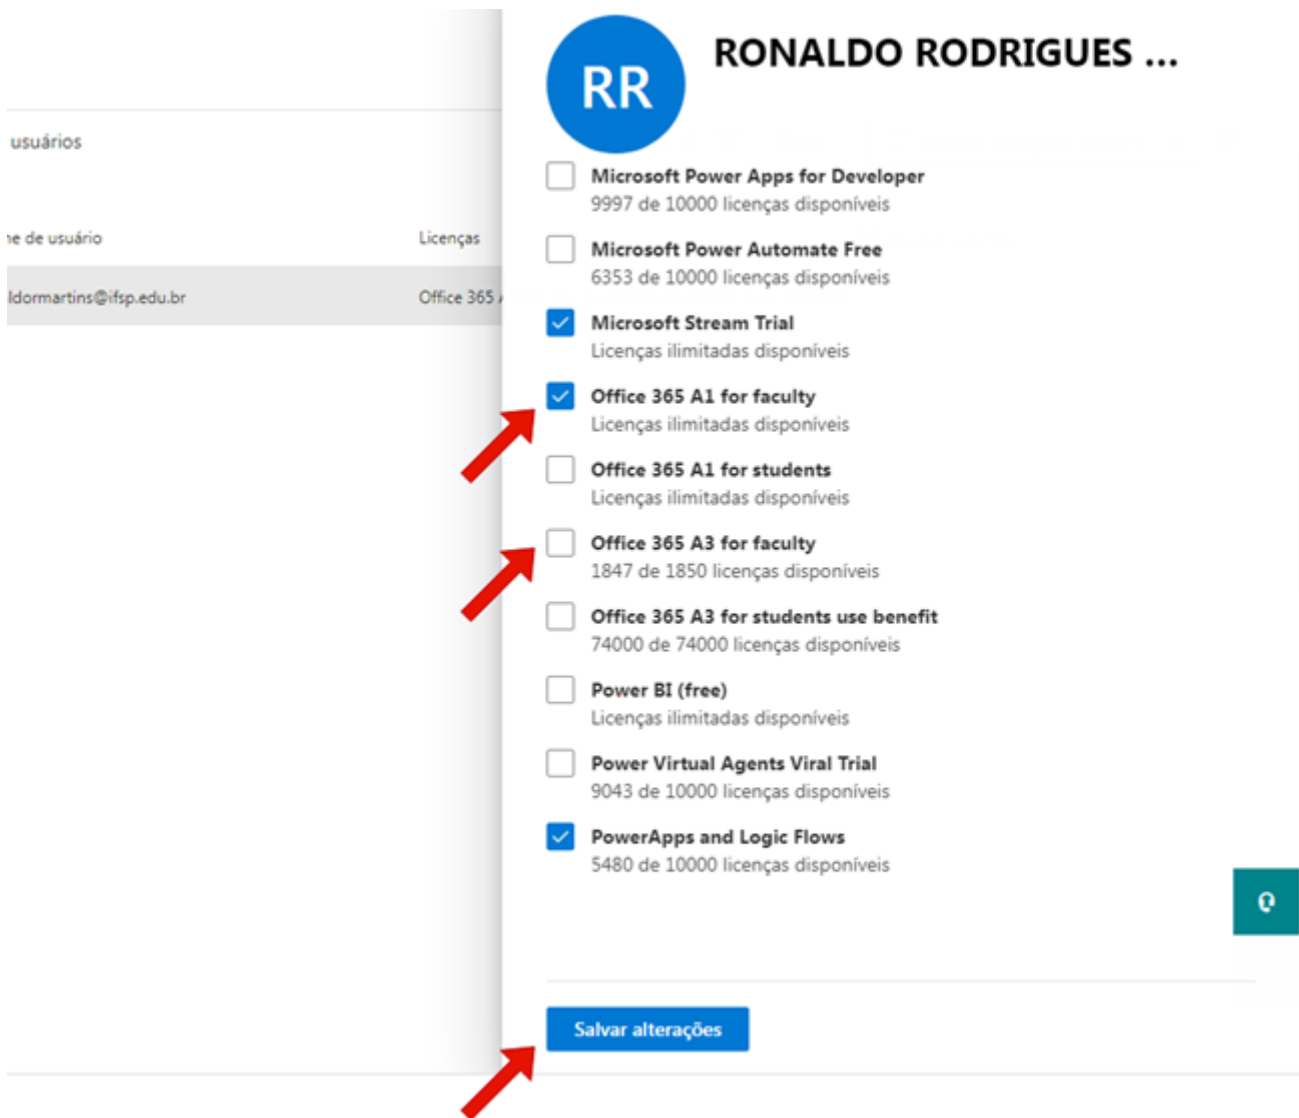 RR
RONALDO RODRIGUES ...
usuários
ne de usuário
Licenças
ldormartins@ifsp.edu.br
Office 365
Microsoft Power Apps for Developer
9997 de 10000 licenças disponíveis
Microsoft Power Automate Free
6353 de 10000 licenças disponíveis
Microsoft Stream Trial
Licenças ilimitadas disponíveis
Office 365 A1 for faculty
Licenças ilimitadas disponíveis
Office 365 A1 for students
Licenças ilimitadas disponíveis
Office 365 A3 for faculty
1847 de 1850 licenças disponíveis
Office 365 A3 for students use benefit
74000 de 74000 licenças disponíveis
Power BI (free)
Licenças ilimitadas disponíveis
Power Virtual Agents Viral Trial
9043 de 10000 licenças disponíveis
PowerApps and Logic Flows
5480 de 10000 licenças disponíveis
Salvar alterações